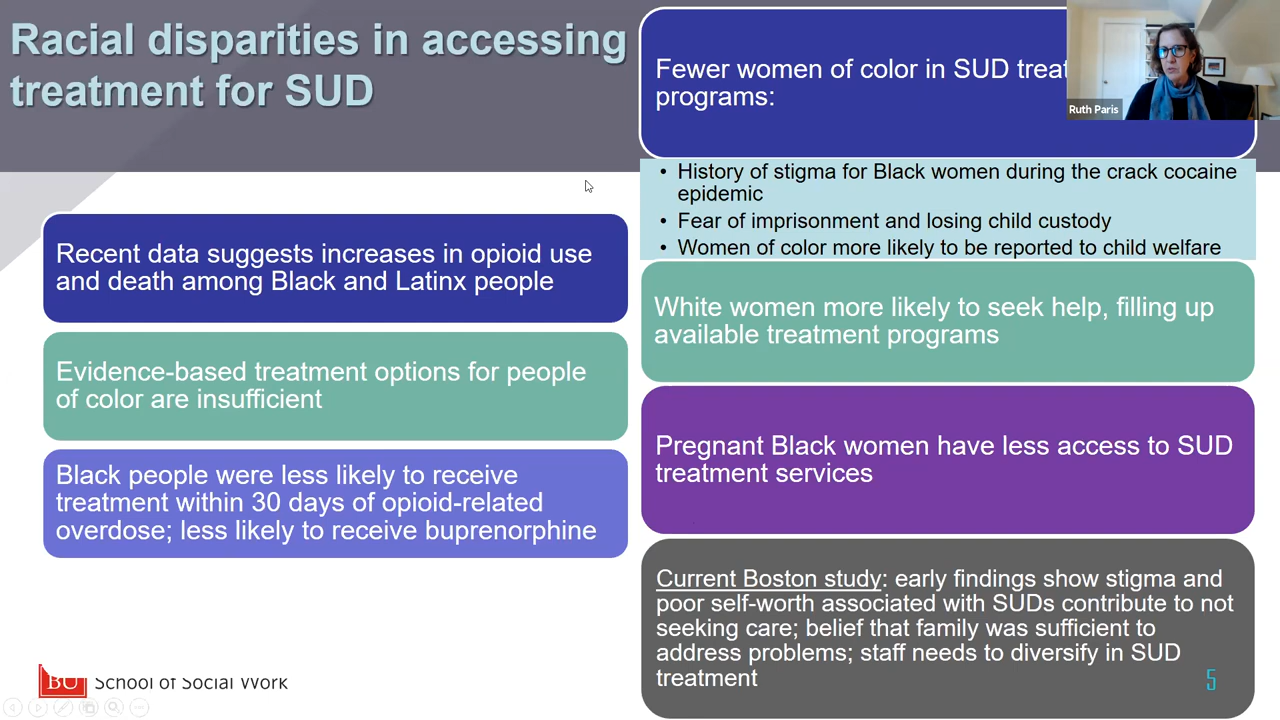 Racial disparities in accessing
treatment for SUD
Recent data suggests increases in opioid use
and death among Black and Latinx people
Evidence-based treatment options for people
of color are insufficient
Black people were less likely to receive
treatment within 30 days of opioid-related
overdose; less likely to receive buprenorphine
Fewer women of color in SUD
programs:
Ruth Paris
• History of stigma for Black women during the crack cocaine
epidemic
• Fear of imprisonment and losing child custody
• Women of color more likely to be reported to child welfare
White women more likely to seek help, filling up
available treatment programs
Pregnant Black women have less access to SUD
treatment services
Current Boston study: early findings show stigma and
poor self-worth associated with SUDs contribute to not
seeking care; belief that family was sufficient to
address problems; staff needs to diversify in SUD
treatment
BU School of Social Work
5